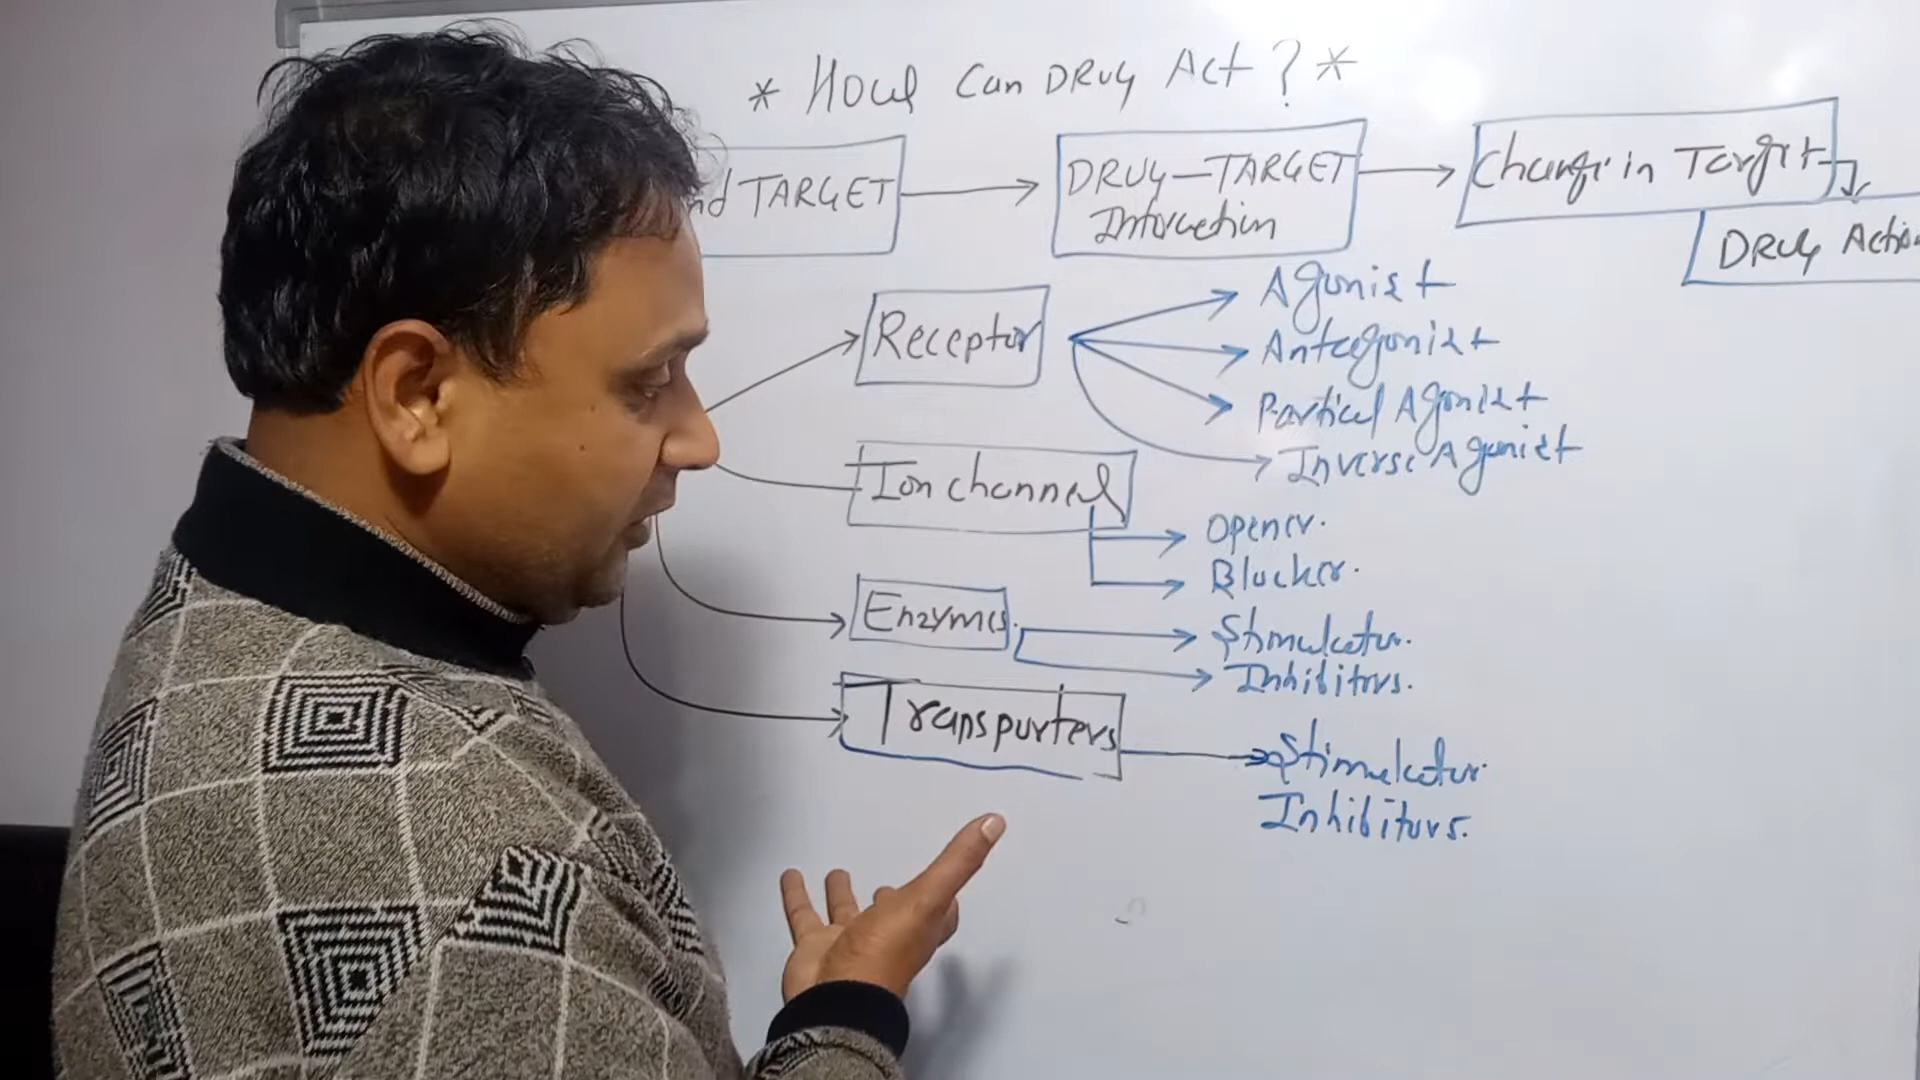 * How Can DRUG Act ? *
nd TARGET
DRUG-TARGET
Interaction
Change in Target
DRUG Actio
Receptor
Agonist
Antagonist
Partial Agonist
Inverse Agonist
Ion channel
Opener.
Blocker.
Enzymes.
Stimulator.
Inhibitors.
Transporters
Stimulator.
Inhibitors.